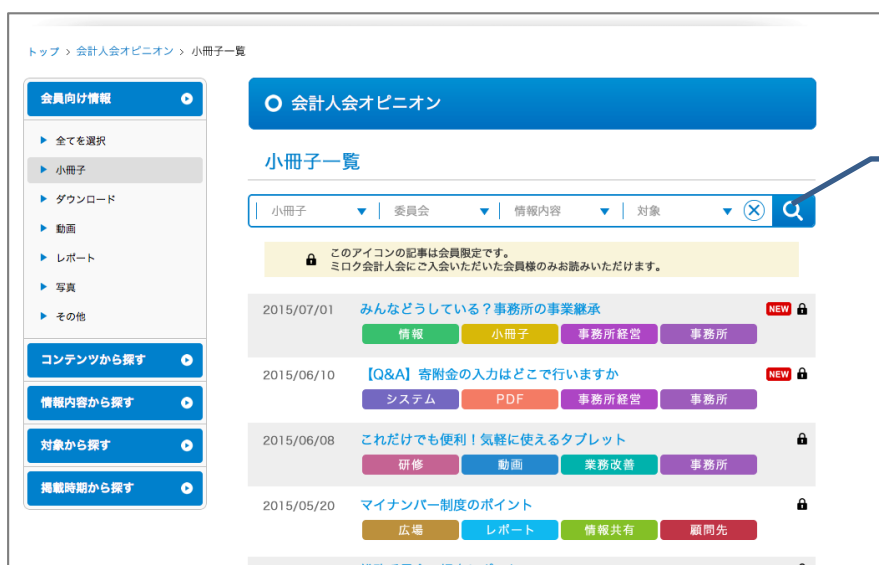 トップ > 会計人会オピニオン > 小冊子一覧
会員向け情報
全てを選択
小冊子
ダウンロード
動画
レポート
写真
その他
コンテンツから探す
情報内容から探す
対象から探す
掲載時期から探す
会計人会オピニオン
小冊子一覧
小冊子 委員会 情報内容 対象
このアイコンの記事は会員限定です。
ミロク会計人会にご入会いただいた会員様のみお読みいただけます。
2015/07/01 みんなどうしている？事務所の事業継承 NEW
情報 小冊子 事務所経営 事務所
2015/06/10 【Q&A】寄附金の入力はどこで行いますか NEW
システム PDF 事務所経営 事務所
2015/06/08 これだけでも便利！気軽に使えるタブレット
研修 動画 業務改善 事務所
2015/05/20 マイナンバー制度のポイント
広場 レポート 情報共有 顧問先